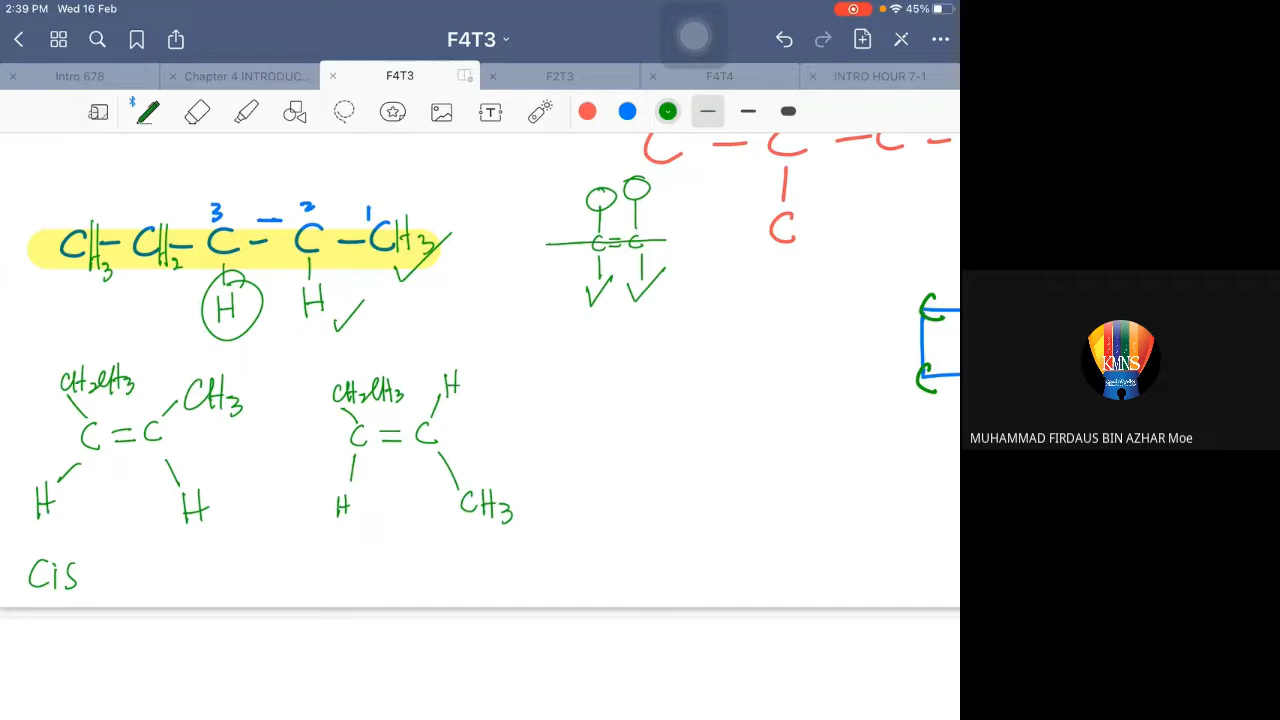 2:39 PM Wed 16 Feb
45%
F4T3
Intro 678
Chapter 4 INTRODUC...
F4T3
F2T3
F4T4
INTRO HOUR 7-1
T
C – C – C –
C
3 2 1
CH3 – CH2 – C = C – CH3
H H
C = C
C
C
CH2CH3 CH3
C = C
H H
CH2CH3 H
C = C
H CH3
Cis
KMNS
MUHAMMAD FIRDAUS BIN AZHAR Moe